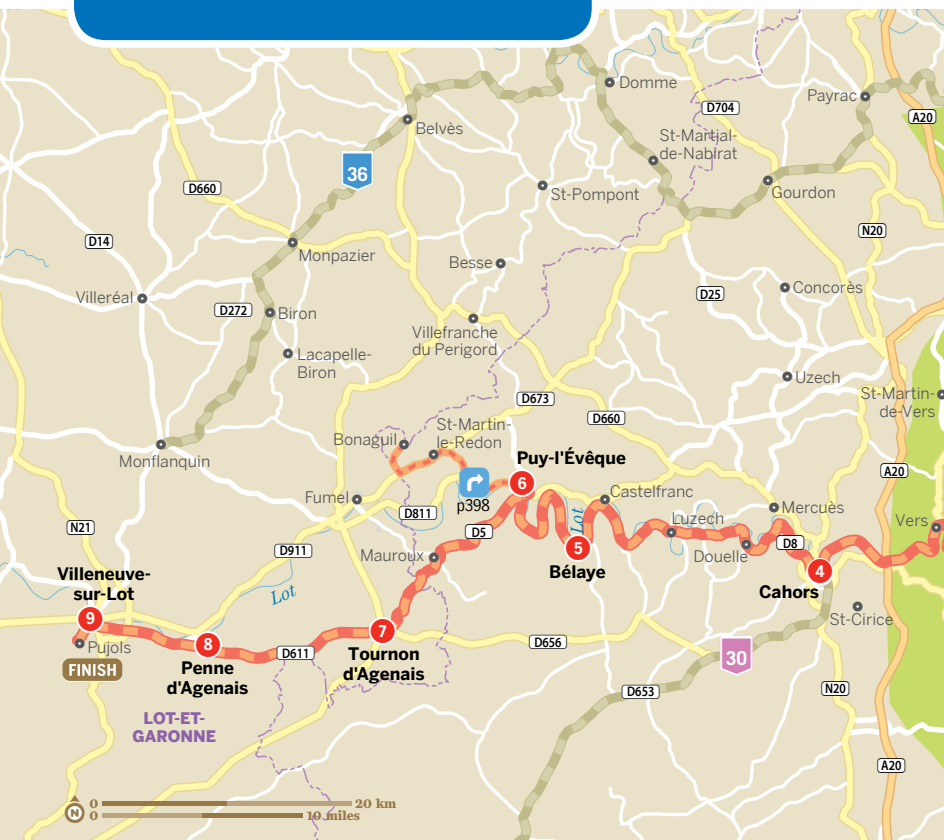 Domme
Payrac
D704
A20
Belvès
St-Martial-
de-Nabirat
36
D660
St-Pompont
Gourdon
N20
D14
Monpazier
Besse
D25
Concorès
Villeréal
D272
Biron
Villefranche
du Perigord
Lacapelle-
Biron
Uzech
St-Martin-
de-Vers
D673
D660
St-Martin-
le-Redon
Bonaguil
Monflanquin
Puy-l'Évêque
6
A20
p398
Castelfranc
Fumel
D811
Lot
Luzech
Mercuès
N21
D5
Vers
D911
Mauroux
5
Bélaye
Douelle
D8
4
Cahors
Villeneuve-
sur-Lot
Lot
9
St-Cirice
7
Tournon
d'Agenais
8
Penne
d'Agenais
D611
D656
Pujols
FINISH
30
D653
N20
LOT-ET-
GARONNE
A20
N
0 20 km
0 10 miles